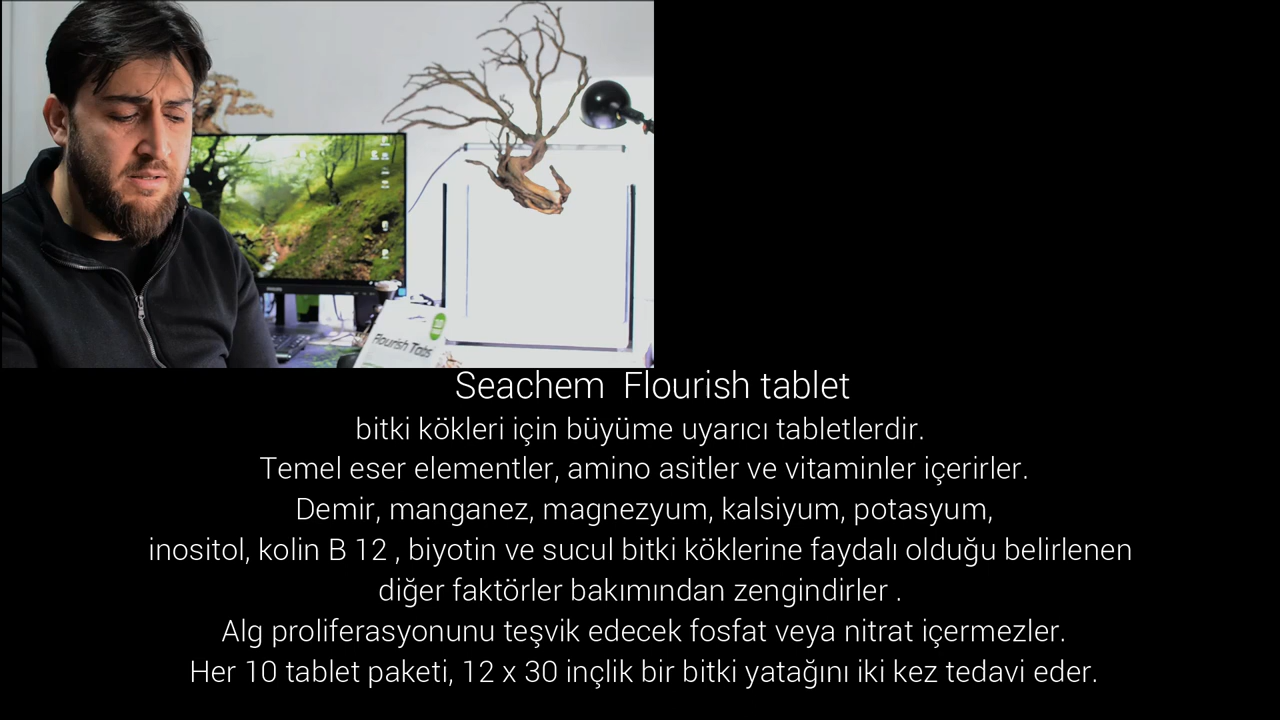 Flourish Tabs
Seachem Flourish tablet
bitki kökleri için büyüme uyarıcı tabletlerdir.
Temel eser elementler, amino asitler ve vitaminler içerirler.
Demir, manganez, magnezyum, kalsiyum, potasyum,
inositol, kolin B 12 , biyotin ve sucul bitki köklerine faydalı olduğu belirlenen
diğer faktörler bakımından zengindirler .
Alg proliferasyonunu teşvik edecek fosfat veya nitrat içermezler.
Her 10 tablet paketi, 12 x 30 inçlik bir bitki yatağını iki kez tedavi eder.